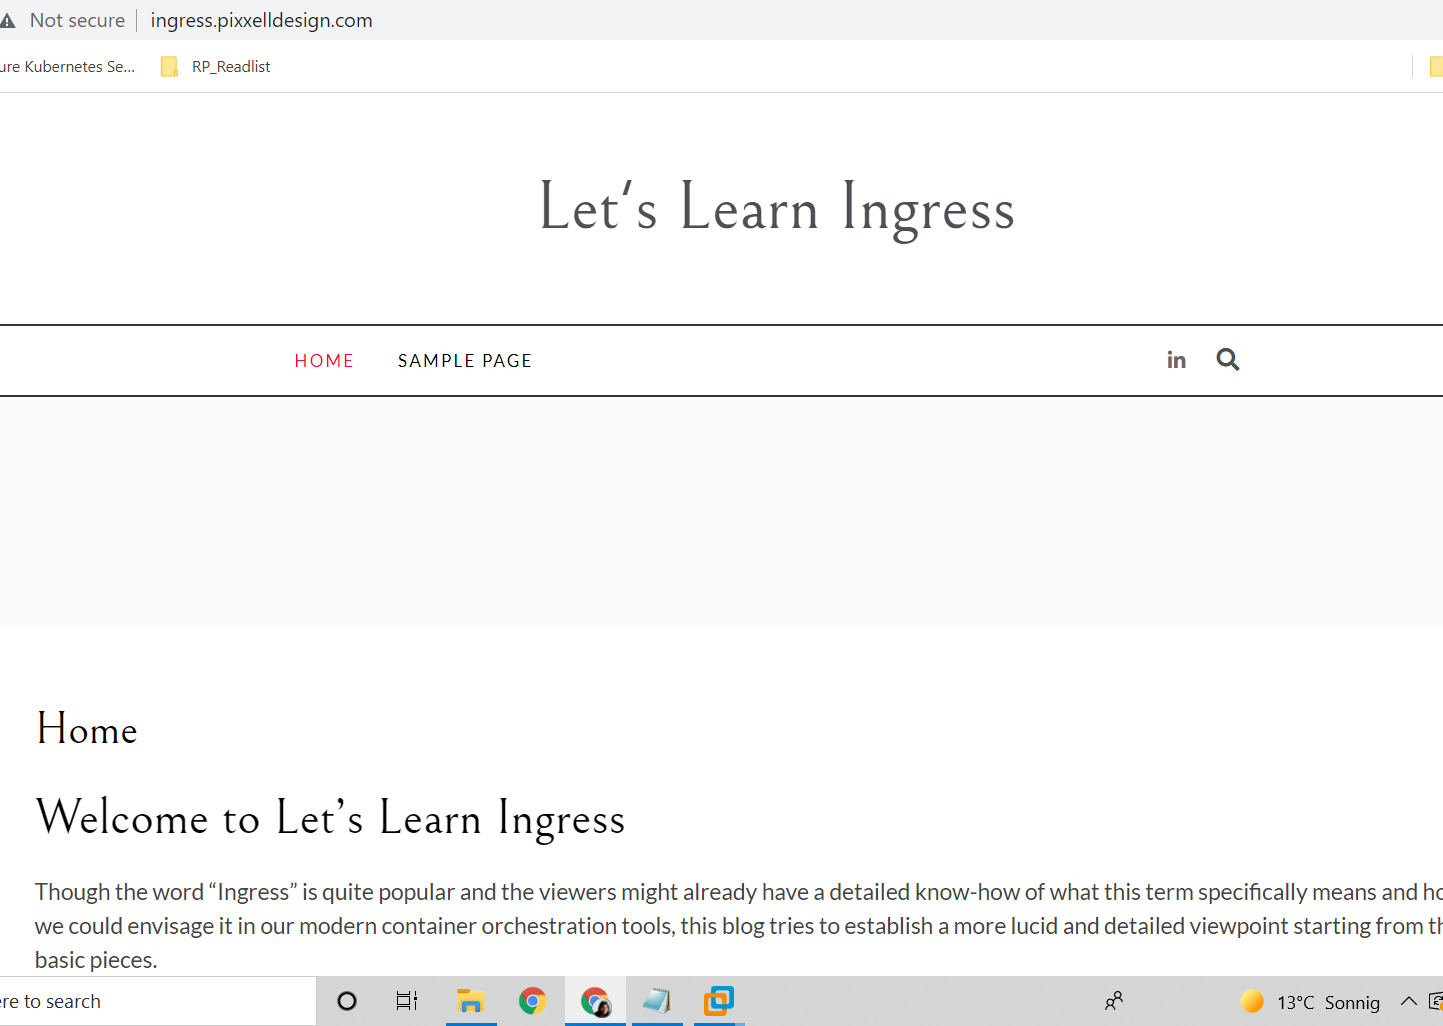 Not secure | ingress.pixxelldesign.com
ure Kubernetes Se... RP_Readlist
Let‘s Learn Ingress
HOME SAMPLE PAGE in
Home
Welcome to Let’s Learn Ingress
Though the word “Ingress” is quite popular and the viewers might already have a detailed know-how of what this term specifically means and ho
we could envisage it in our modern container orchestration tools, this blog tries to establish a more lucid and detailed viewpoint starting from th
basic pieces.
ere to search 13°C Sonnig